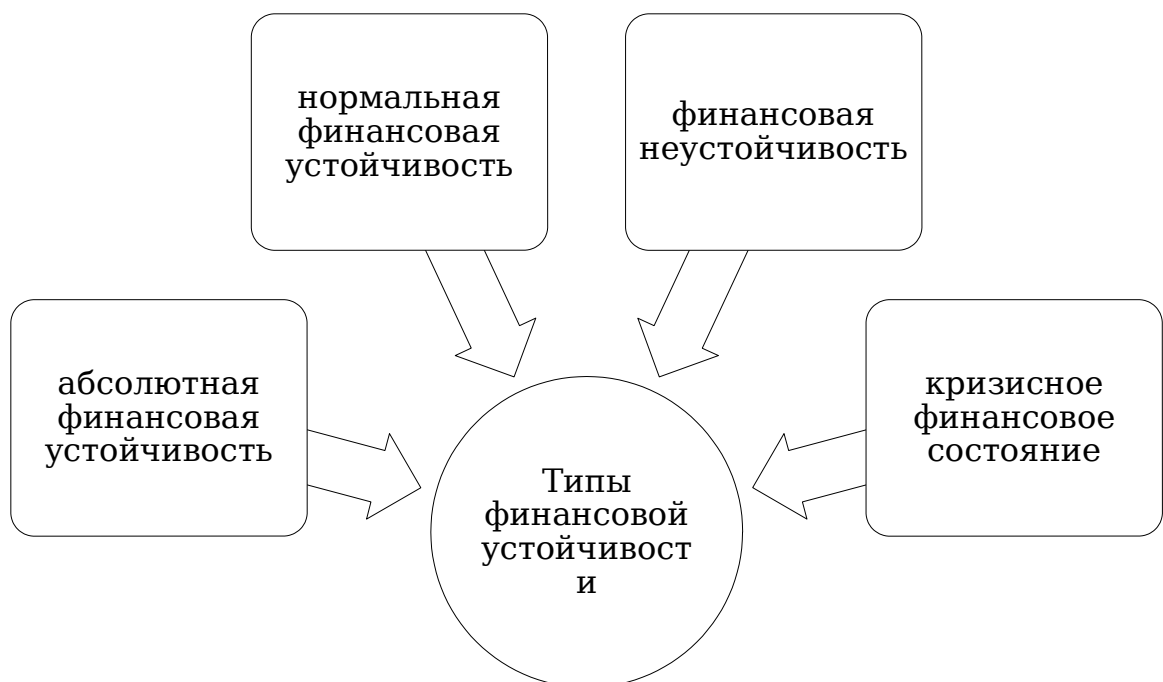 нормальная
финансовая
устойчивость
финансовая
неустойчивость
абсолютная
финансовая
устойчивость
кризисное
финансовое
состояние
Типы
финансовой
устойчивост
и